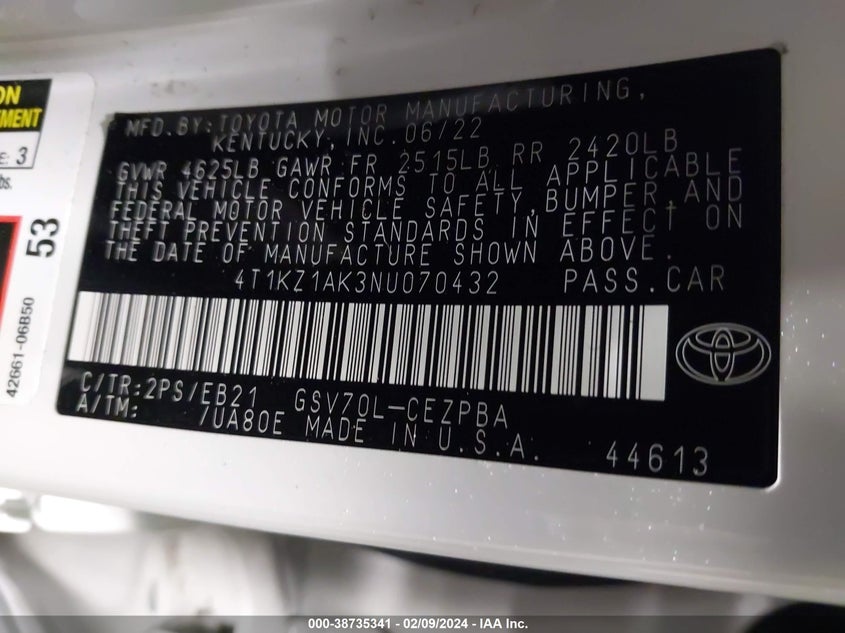 MFD. BY: TOYOTA MOTOR MANUFACTURING,
KENTUCKY, INC. 06/22
GVWR 4625LB GAWR FR 2515LB RR 2420LB
THIS VEHICLE CONFORMS TO ALL APPLICABLE
FEDERAL MOTOR VEHICLE SAFETY, BUMPER, AND
THEFT PREVENTION STANDARDS IN EFFECT ON
THE DATE OF MANUFACTURE SHOWN ABOVE.
4T1KZ1AK3NU070432 PASS. CAR
C/TR: 2PS/EB21 GSV70L-CEZPBA
A/TM: /UA80E MADE IN U.S.A.
44613
53
42661-06B50
3
000-38735341 - 02/09/2024 - IAA Inc.